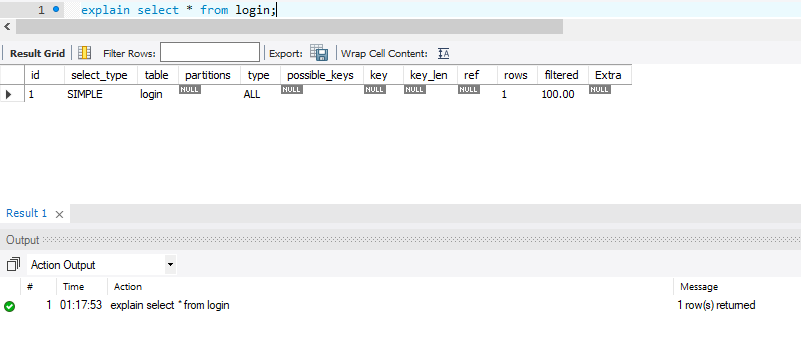 1 explain select * from login;
Result Grid Filter Rows: Export: Wrap Cell Content: IA
id select_type table partitions type possible_keys key key_len ref rows filtered Extra
1 SIMPLE login NULL ALL NULL NULL NULL NULL 1 100.00 NULL
Result 1 ×
Output
Action Output
# Time Action Message
1 01:17:53 explain select * from login 1 row(s) returned